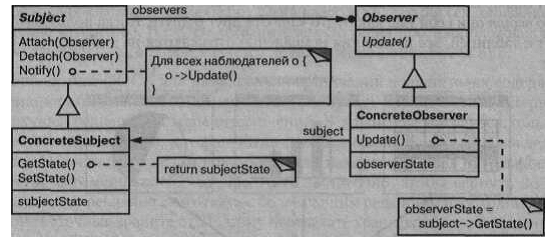 Subject
observers
Observer
Attach(Observer)
Detach(Observer)
Notify()
Update()
Для всех наблюдателей о {
о ->Update()
}
ConcreteSubject
subject
ConcreteObserver
GetState()
SetState()
return subjectState
Update()
subjectState
observerState
observerState =
subject->GetState()